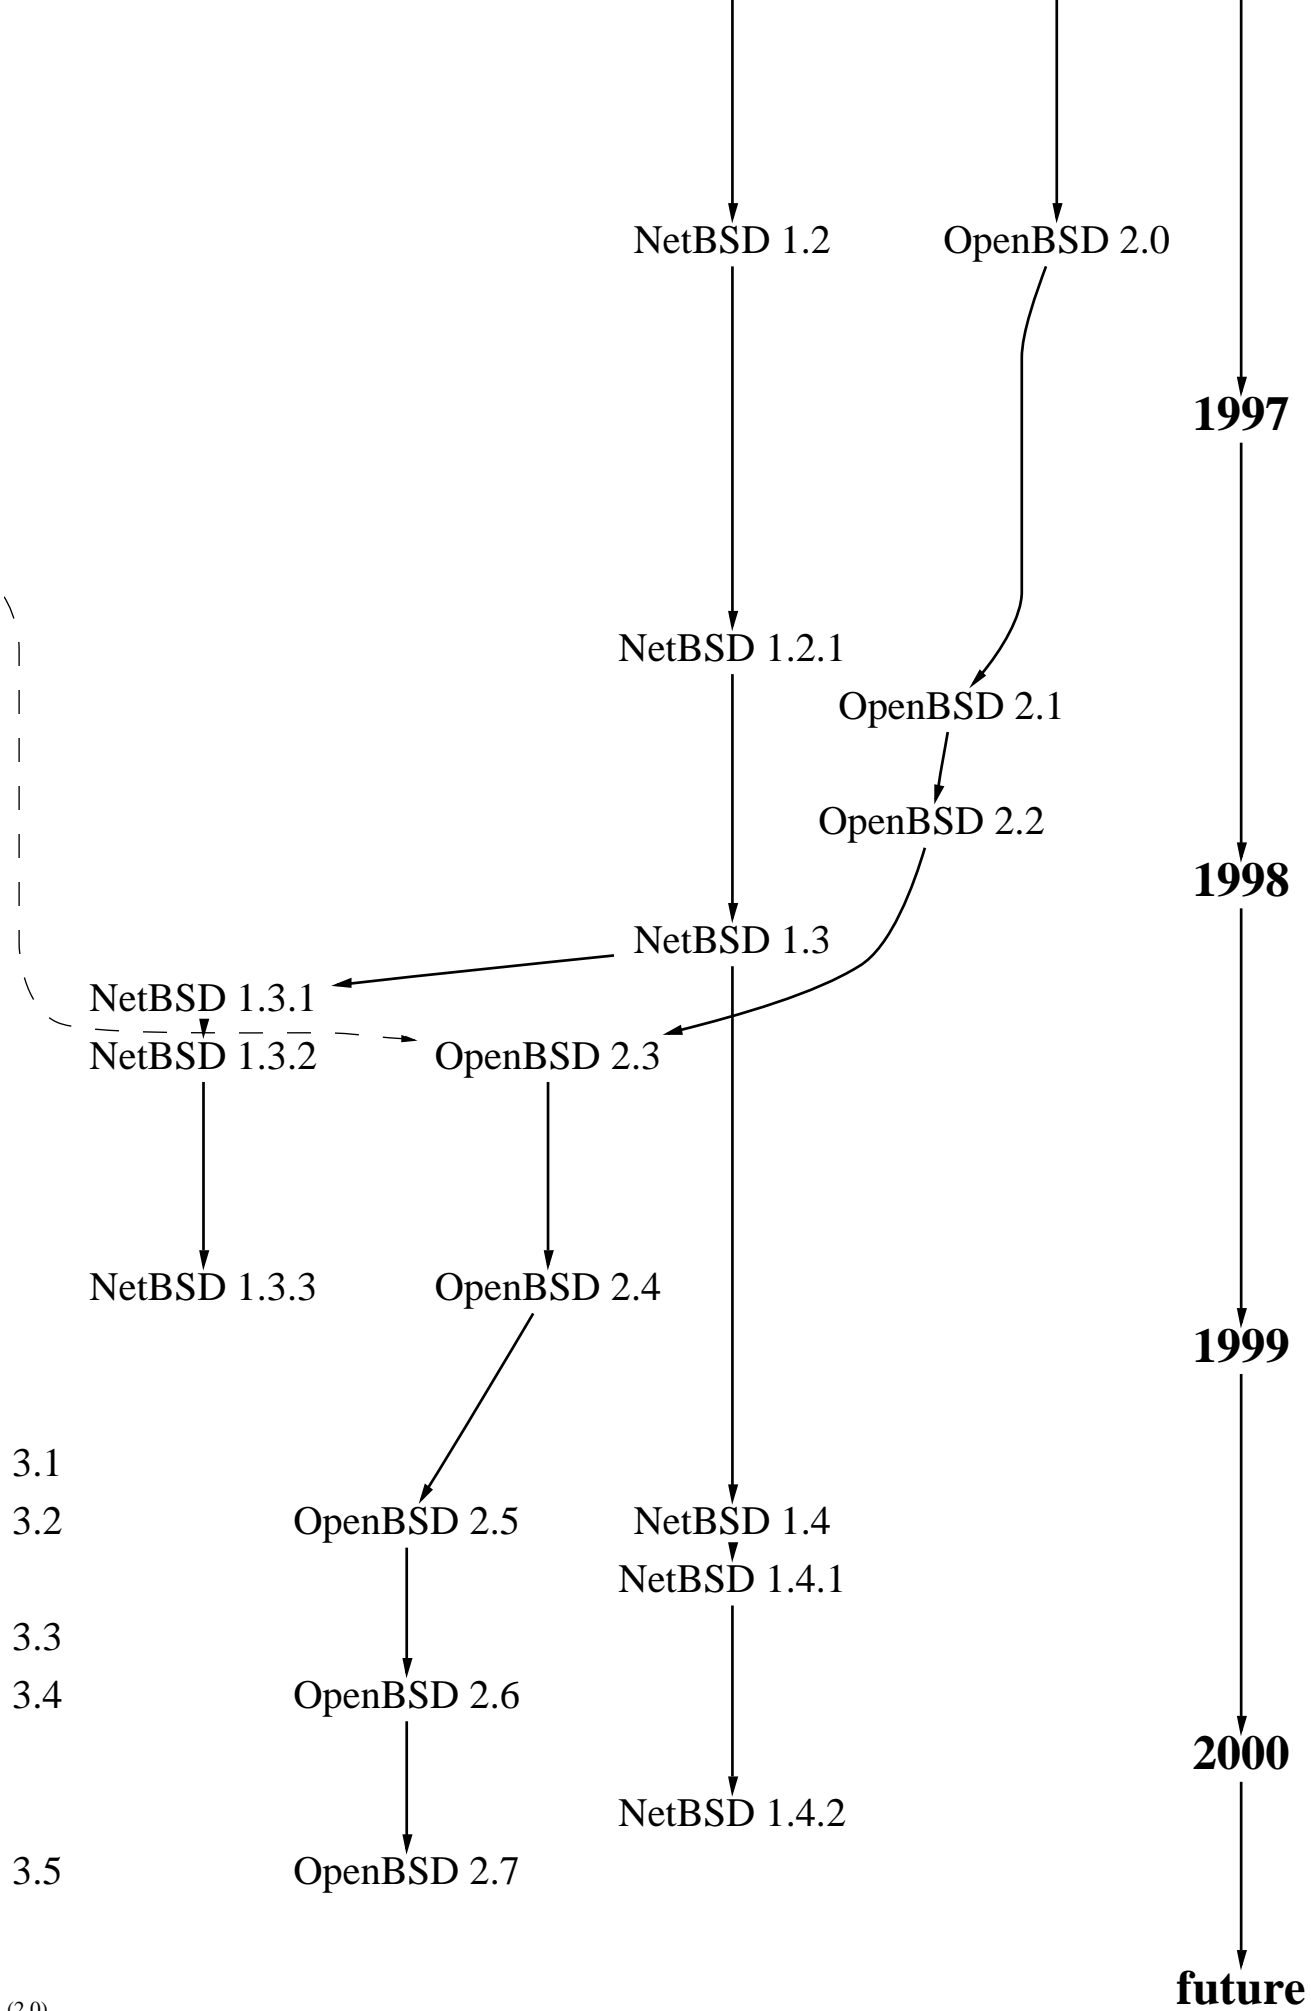 NetBSD 1.2 OpenBSD 2.0
1997
NetBSD 1.2.1
OpenBSD 2.1
OpenBSD 2.2
1998
NetBSD 1.3
NetBSD 1.3.1
NetBSD 1.3.2 OpenBSD 2.3
NetBSD 1.3.3 OpenBSD 2.4
1999
3.1
3.2 OpenBSD 2.5 NetBSD 1.4
NetBSD 1.4.1
3.3
3.4 OpenBSD 2.6
2000
NetBSD 1.4.2
3.5 OpenBSD 2.7
future
(2.0)